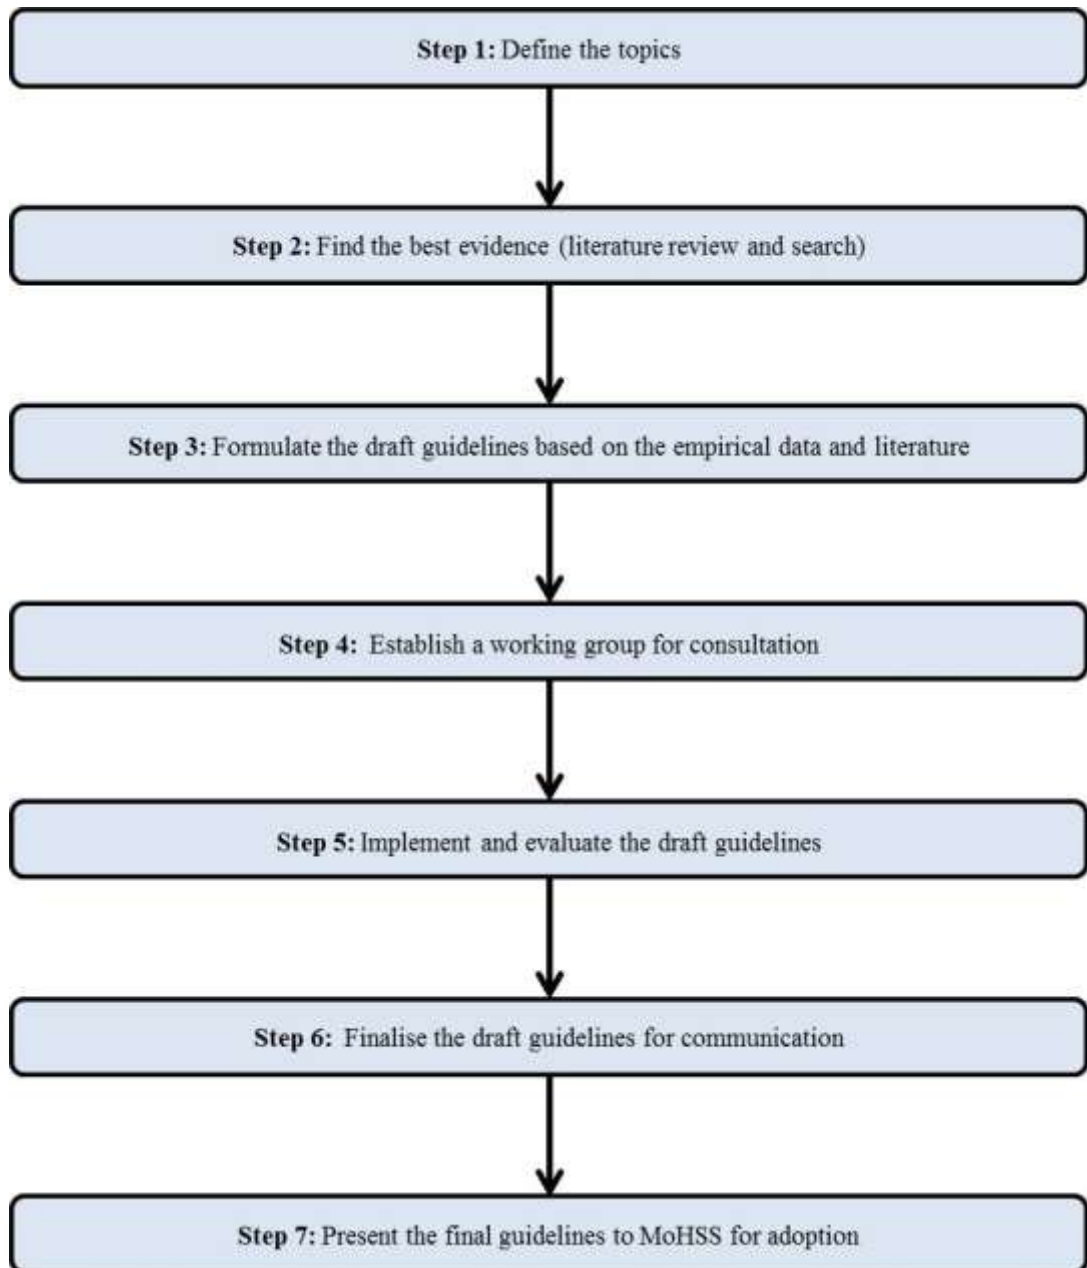 Step 1: Define the topics
Step 2: Find the best evidence (literature review and search)
Step 3: Formulate the draft guidelines based on the empirical data and literature
Step 4: Establish a working group for consultation
Step 5: Implement and evaluate the draft guidelines
Step 6: Finalise the draft guidelines for communication
Step 7: Present the final guidelines to MoHSS for adoption